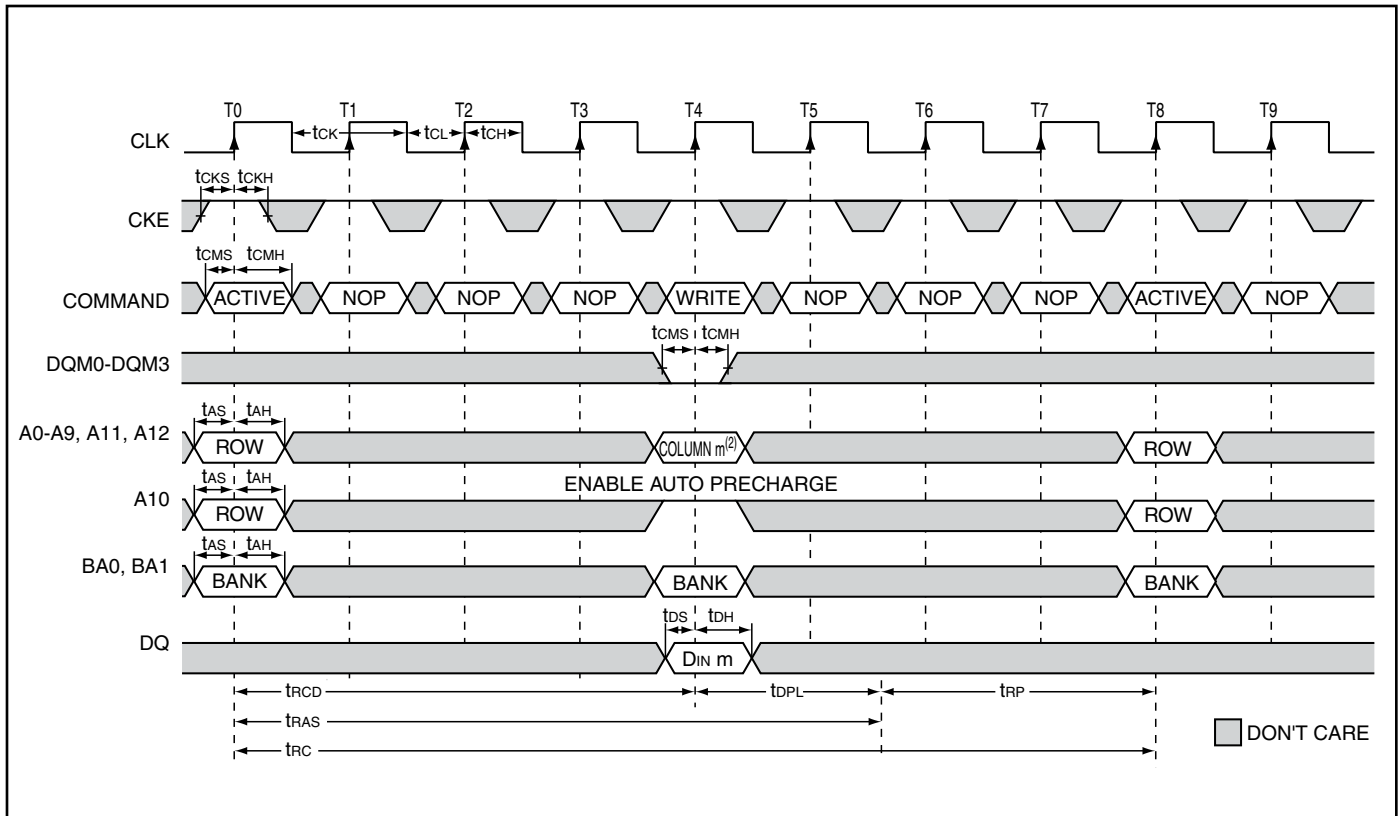 T0 T1 T2 T3 T4 T5 T6 T7 T8 T9
CLK tCK tCL tCH
tCKS tCKH
CKE
tCMS tCMH
COMMAND ACTIVE NOP NOP NOP WRITE NOP NOP NOP ACTIVE NOP
tCMS tCMH
DQM0-DQM3
tAS tAH
A0-A9, A11, A12 ROW COLUMN m(2) ROW
tAS tAH ENABLE AUTO PRECHARGE
A10 ROW ROW
tAS tAH
BA0, BA1 BANK BANK BANK
tDS tDH
DQ DIN m
tRCD tDPL tRP
tRAS
tRC
DON'T CARE